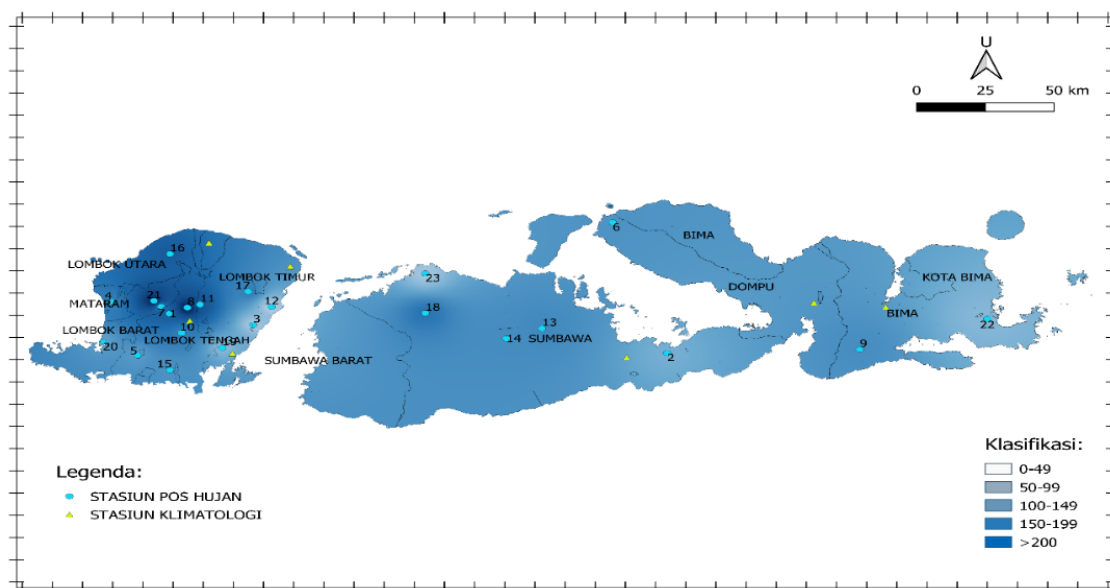 U
0 25 50 km
6
BIMA
16
LOMBOK UTARA
LOMBOK TIMUR
23
KOTA BIMA
17
DOMPU
4
21
8
11
12
MATARAM
7
1
18
BIMA
22
3
10
13
LOMBOK BARAT
LOMBOK TENGAH
14
SUMBAWA
20
19
9
5
2
SUMBAWA BARAT
15
Klasifikasi:
0-49
50-99
100-149
150-199
>200
Legenda:
STASIUN POS HUJAN
STASIUN KLIMATOLOGI